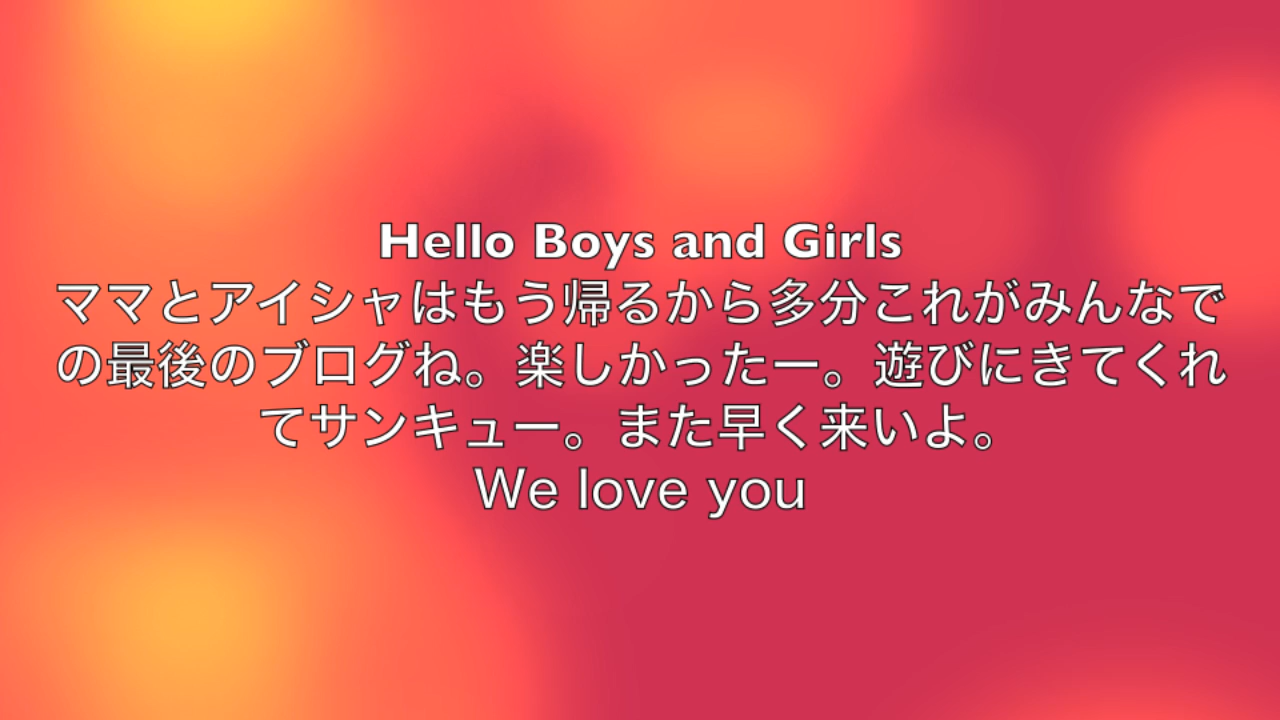 Hello Boys and Girls
ママとアイシャはもう帰るから多分これがみんなで
の最後のブログね。楽しかったー。遊びにきてくれ
てサンキュー。また早く来いよ。
We love you